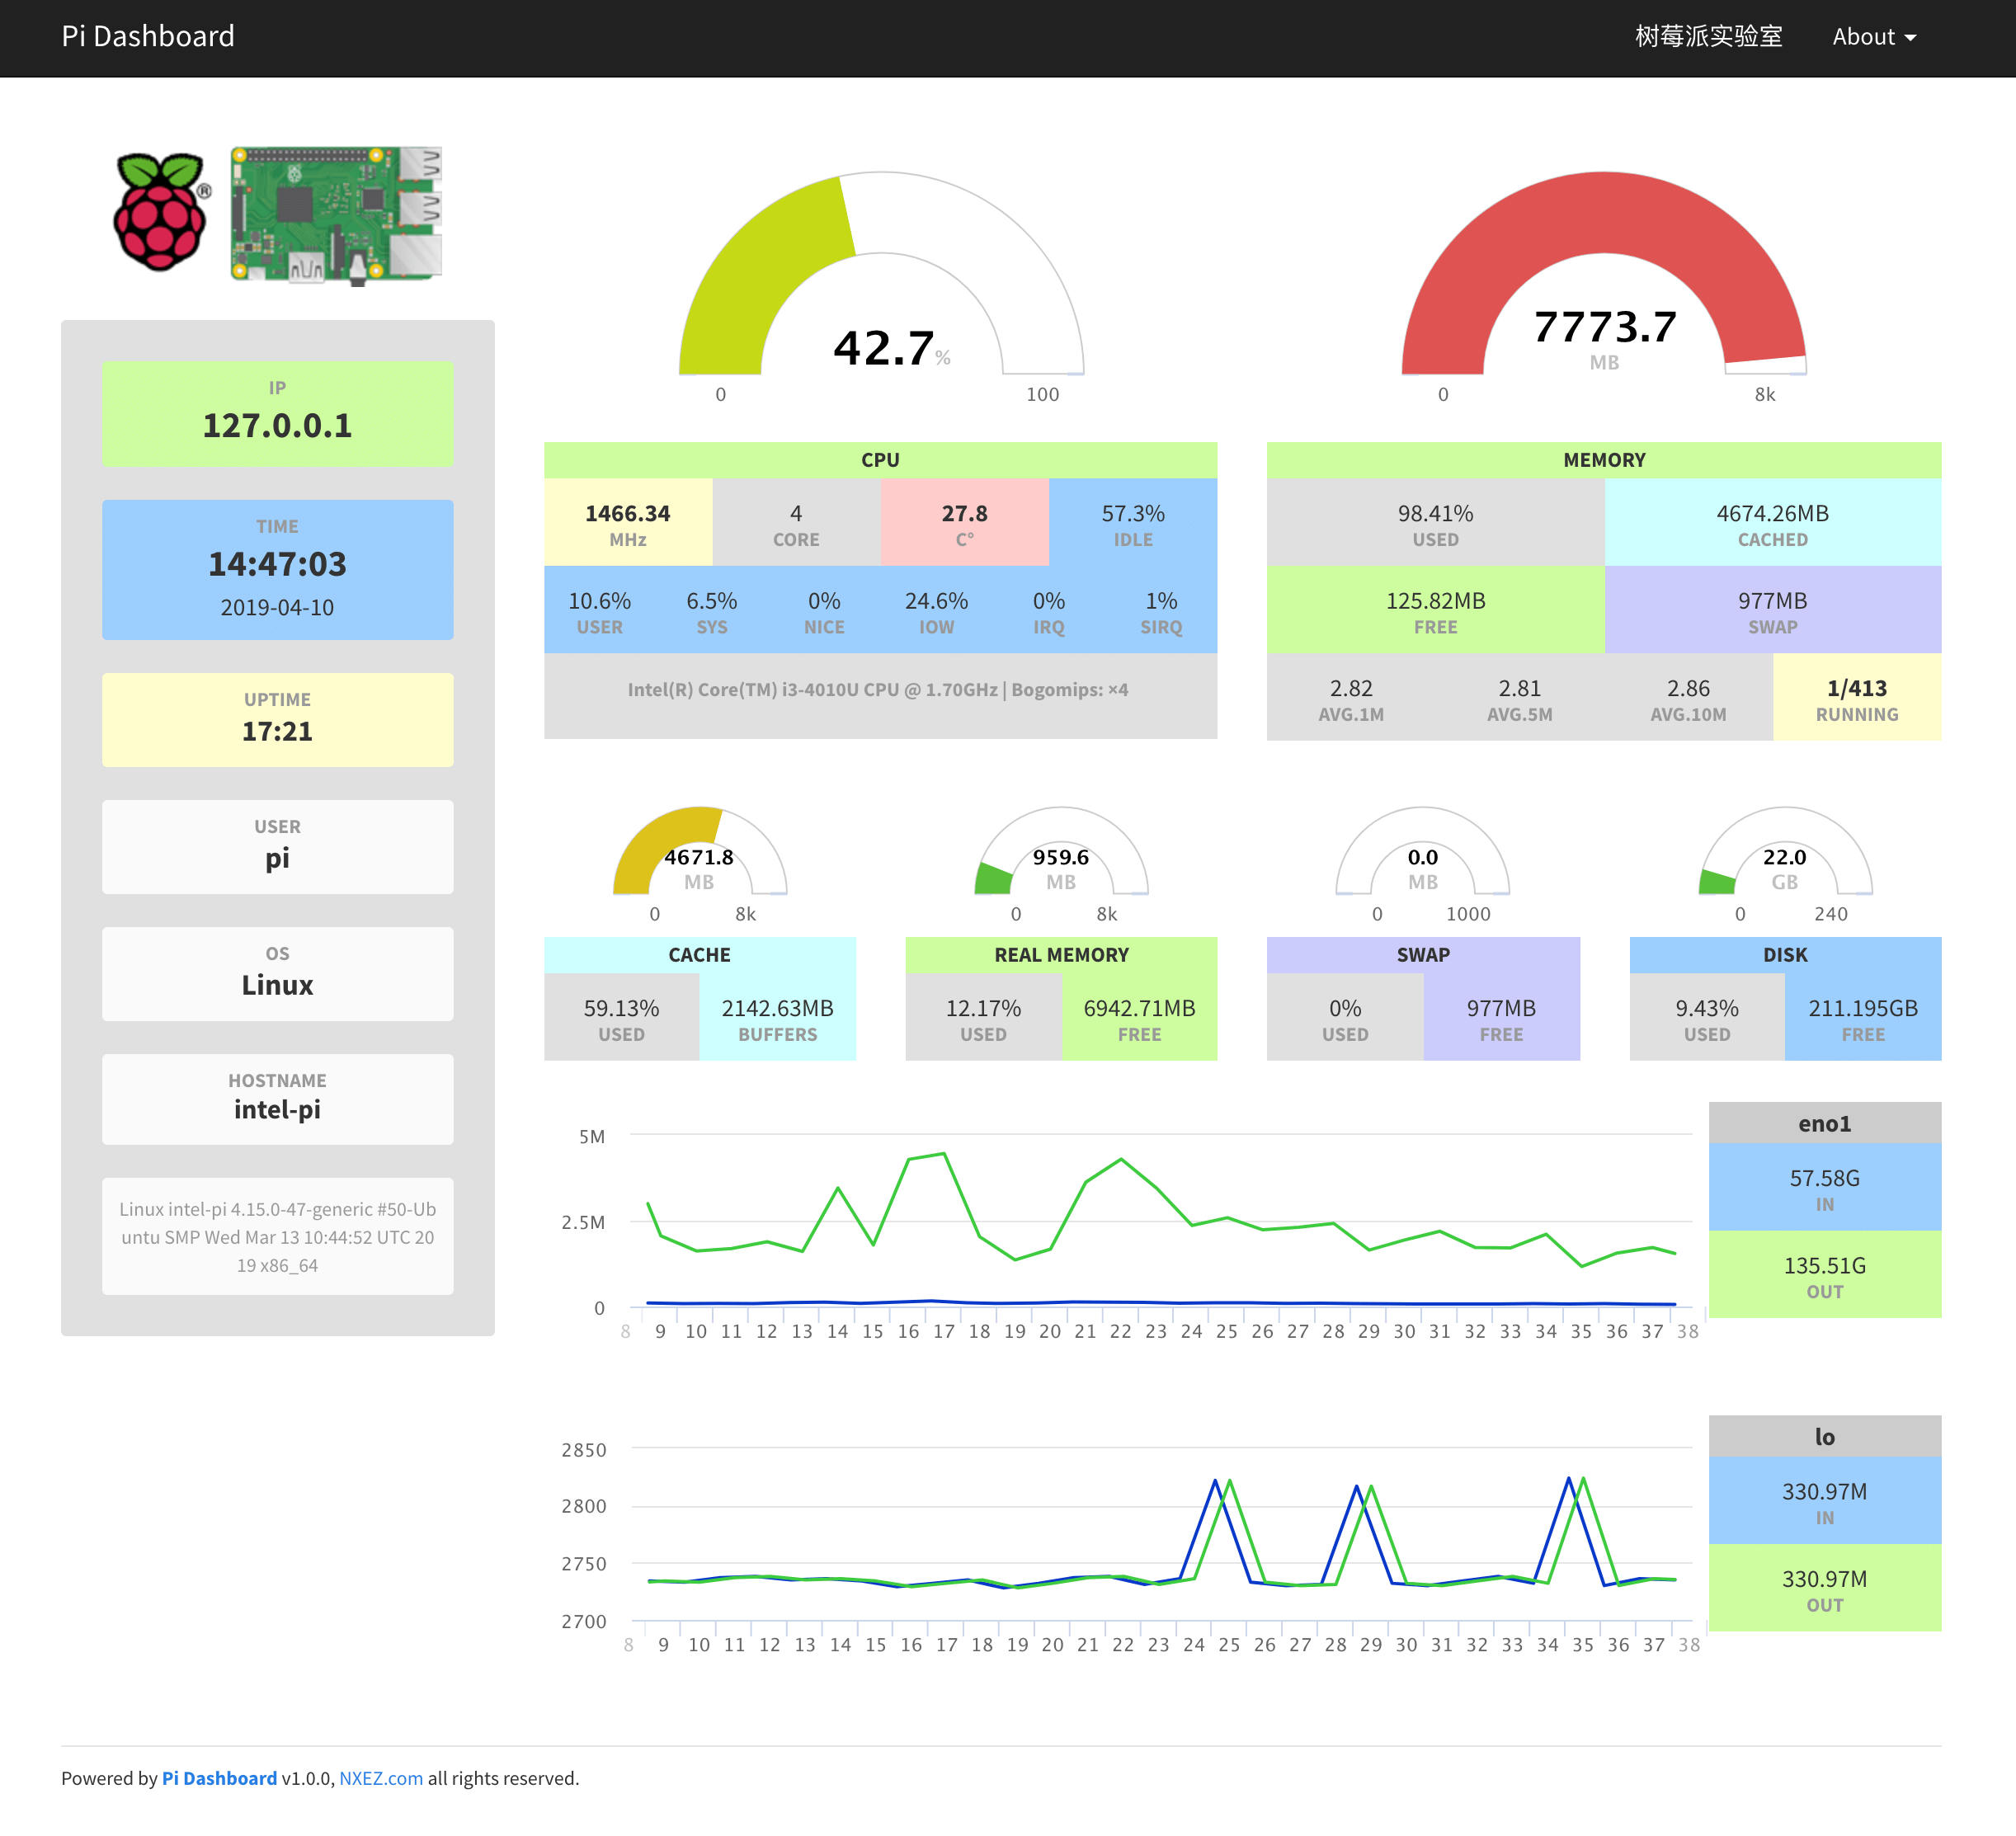 Pi Dashboard
树莓派实验室 About
®
IP
127.0.0.1
TIME
14:47:03
2019-04-10
UPTIME
17:21
USER
pi
OS
Linux
HOSTNAME
intel-pi
Linux intel-pi 4.15.0-47-generic #50-Ub
untu SMP Wed Mar 13 10:44:52 UTC 20
19 x86_64
42.7%
0 100
7773.7
MB
0 8k
CPU
1466.34 4 27.8 57.3%
MHz CORE C° IDLE
10.6% 6.5% 0% 24.6% 0% 1%
USER SYS NICE IOW IRQ SIRQ
Intel(R) Core(TM) i3-4010U CPU @ 1.70GHz | Bogomips: ×4
MEMORY
98.41% 4674.26MB
USED CACHED
125.82MB 977MB
FREE SWAP
2.82 2.81 2.86 1/413
AVG.1M AVG.5M AVG.10M RUNNING
4671.8
MB
0 8k
CACHE
59.13% 2142.63MB
USED BUFFERS
959.6
MB
0 8k
REAL MEMORY
12.17% 6942.71MB
USED FREE
0.0
MB
0 1000
SWAP
0% 977MB
USED FREE
22.0
GB
0 240
DISK
9.43% 211.195GB
USED FREE
5M
2.5M
0
8 9 10 11 12 13 14 15 16 17 18 19 20 21 22 23 24 25 26 27 28 29 30 31 32 33 34 35 36 37 38
eno1
57.58G
IN
135.51G
OUT
2850
2800
2750
2700
8 9 10 11 12 13 14 15 16 17 18 19 20 21 22 23 24 25 26 27 28 29 30 31 32 33 34 35 36 37 38
lo
330.97M
IN
330.97M
OUT
Powered by Pi Dashboard v1.0.0, NXEZ.com all rights reserved.